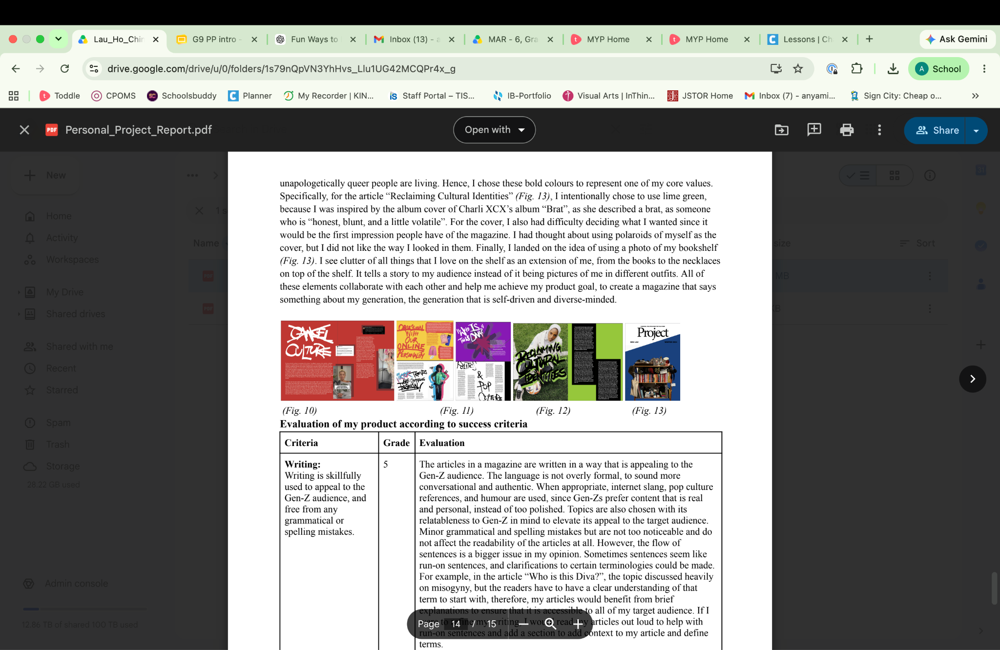 Lau_Ho_Chin
G9 PP intro -
Fun Ways to
Inbox (13) - a
MAR - 6, Gra
MYP Home
MYP Home
Lessons | Ch
Ask Gemini
drive.google.com/drive/u/0/folders/1s79nQpVN3YhHvs_Llu1UG42MCQPr4x_g
A School
Toddle
CPOMS
Schoolsbuddy
Planner
My Recorder | KIN...
Staff Portal – TIS...
IB-Portfolio
Visual Arts | InThin...
JSTOR Home
Inbox (7) - anyami...
Sign City: Cheap o...
PDF Personal_Project_Report.pdf
Open with
Share
New
Home
Activity
Workspaces
My Drive
Shared drives
Shared with me
Recent
Starred
Spam
Trash
Storage
28.22 GB used
Admin console
12.86 TB of shared 100 TB used
Name
size
Sort
MB
KB
unapologetically queer people are living. Hence, I chose these bold colours to represent one of my core values.
Specifically, for the article “Reclaiming Cultural Identities” (Fig. 13), I intentionally chose to use lime green,
because I was inspired by the album cover of Charli XCX’s album “Brat”, as she described a brat, as someone
who is “honest, blunt, and a little volatile”. For the cover, I also had difficulty deciding what I wanted since it
would be the first impression people have of the magazine. I had thought about using polaroids of myself as the
cover, but I did not like the way I looked in them. Finally, I landed on the idea of using a photo of my bookshelf
(Fig. 13). I see clutter of all things that I love on the shelf as an extension of me, from the books to the necklaces
on top of the shelf. It tells a story to my audience instead of it being pictures of me in different outfits. All of
these elements collaborate with each other and help me achieve my product goal, to create a magazine that says
something about my generation, the generation that is self-driven and diverse-minded.
CANCEL
CULTURE
OBSESSION
WITH
OUR
ONLINE
PERSONALITY
TRENDS
FASHION
"WHO IS
THIS DIVA?"
POLITICS
&
POP
CULTURE
RECLAIMING
CULTURAL
IDENTITIES
Project
BEN LAU
(Fig. 10)
(Fig. 11)
(Fig. 12)
(Fig. 13)
Evaluation of my product according to success criteria
Criteria
Grade
Evaluation
Writing:
Writing is skillfully
used to appeal to the
Gen-Z audience, and
free from any
grammatical or
spelling mistakes.
5
The articles in a magazine are written in a way that is appealing to the
Gen-Z audience. The language is not overly formal, to sound more
conversational and authentic. When appropriate, internet slang, pop culture
references, and humour are used, since Gen-Zs prefer content that is real
and personal, instead of too polished. Topics are also chosen with its
relatableness to Gen-Z in mind to elevate its appeal to the target audience.
Minor grammatical and spelling mistakes but are not too noticeable and do
not affect the readability of the articles at all. However, the flow of
sentences is a bigger issue in my opinion. Sometimes sentences seem like
run-on sentences, and clarifications to certain terminologies could be made.
For example, in the article “Who is this Diva?”, the topic discussed heavily
on misogyny, but the readers have to have a clear understanding of that
term to start with, therefore, my articles would benefit from brief
explanations to ensure that it is accessible to all of my target audience. If I
were to refine my writing, I would read my articles out loud to help with
run-on sentences and add a section to add context to my article and define
terms.
Page 14 / 15